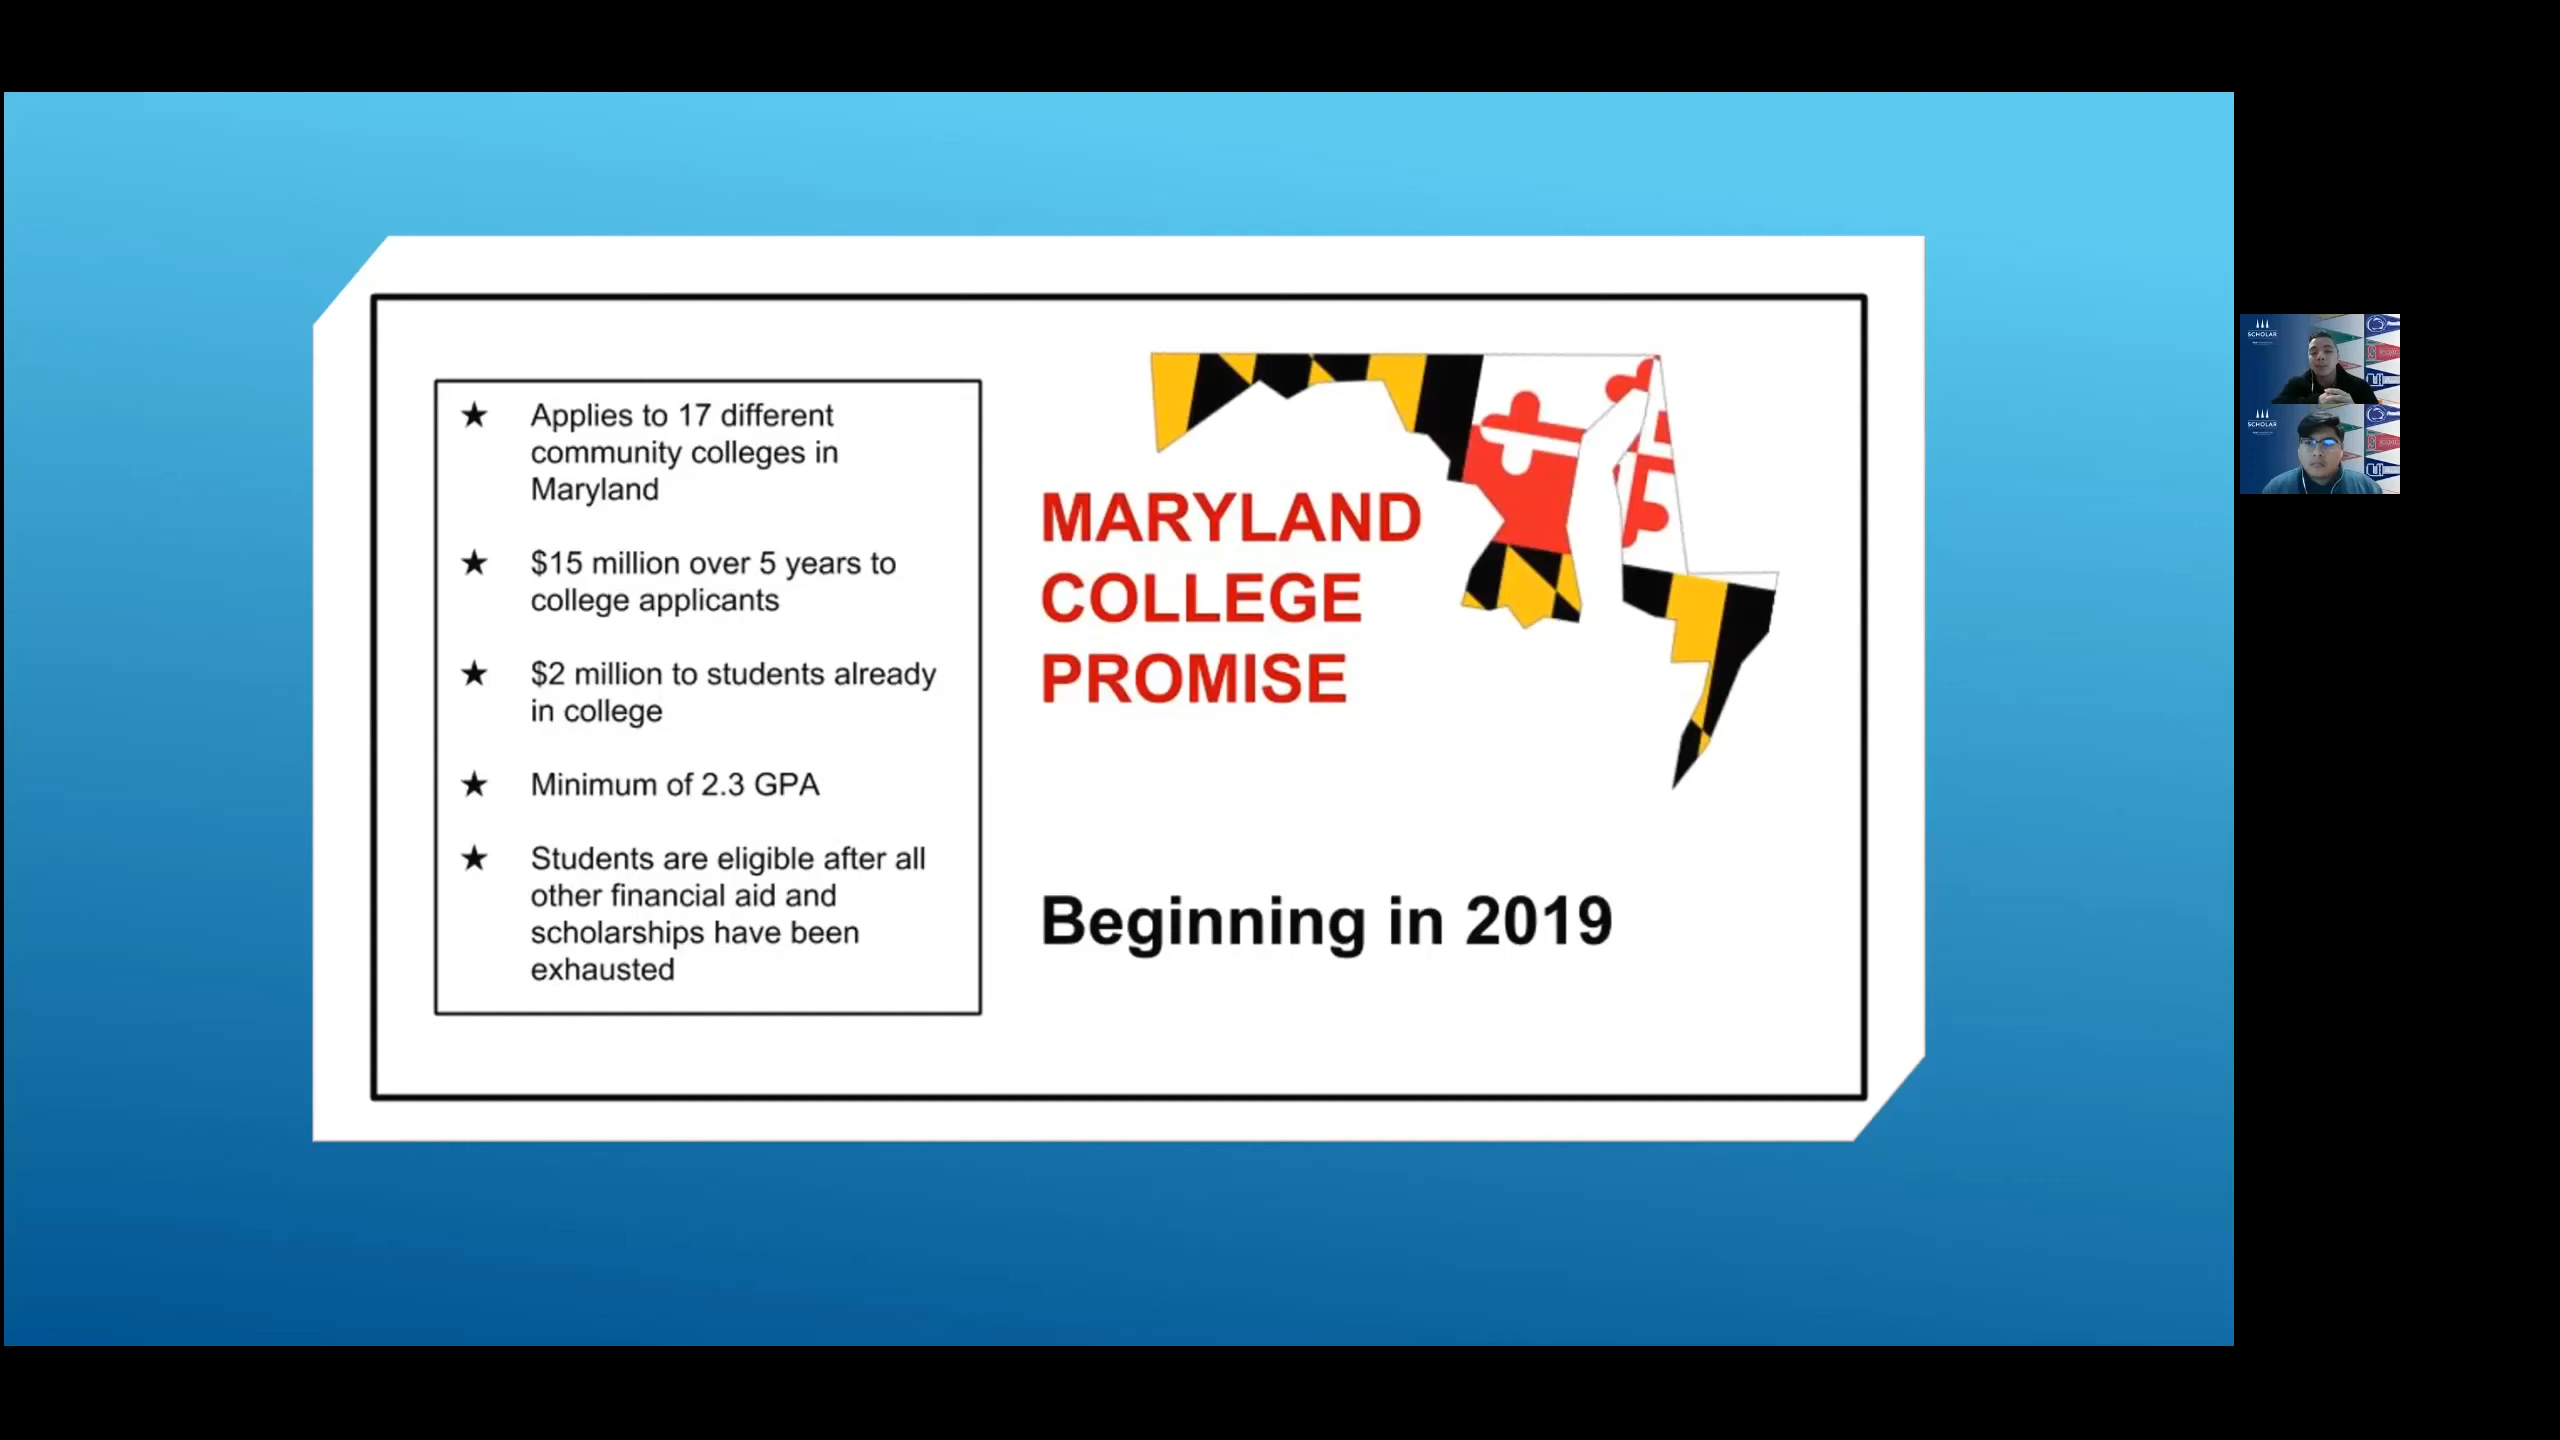 ★ Applies to 17 different
community colleges in
Maryland
★ $15 million over 5 years to
college applicants
★ $2 million to students already
in college
★ Minimum of 2.3 GPA
★ Students are eligible after all
other financial aid and
scholarships have been
exhausted
MARYLAND
COLLEGE
PROMISE
Beginning in 2019
SCHOLAR
SCHOLAR